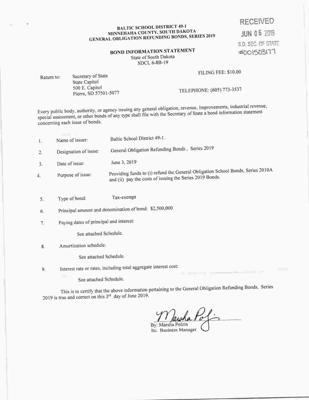 BALTIC SCHOOL DISTRICT 49-1
MINNEHAHA COUNTY, SOUTH DAKOTA
GENERAL OBLIGATION REFUNDING BONDS, SERIES 2019
RECEIVED
JUN 06 2019
S.D. SEC. OF STATE
BOND INFORMATION STATEMENT
State of South Dakota
SDCL 6-8B-19
FILING FEE: $10.00
Return to: Secretary of State
State Capitol
500 E. Capitol
Pierre, SD 57501-5077
TELEPHONE: (605) 773-3537
Every public body, authority, or agency issuing any general obligation, revenue, improvements, industrial revenue,
special assessment, or other bonds of any type shall file with the Secretary of State a bond information statement
concerning each issue of bonds.
1. Name of issuer: Baltic School District 49-1.
2. Designation of issue: General Obligation Refunding Bonds, Series 2019
3. Date of issue: June 3, 2019
4. Purpose of issue: Providing funds to (i) refund the General Obligation School Bonds, Series 2010A
and (ii) pay the costs of issuing the Series 2019 Bonds.
5. Type of bond: Tax-exempt
6. Principal amount and denomination of bond: $2,500,000
7. Paying dates of principal and interest:
See attached Schedule.
8. Amortization schedule:
See attached Schedule.
9. Interest rate or rates, including total aggregate interest cost:
See attached Schedule.
This is to certify that the above information pertaining to the General Obligation Refunding Bonds, Series
2019 is true and correct on this 3rd day of June 2019.
By: Marsha Polzin
Its: Business Manager